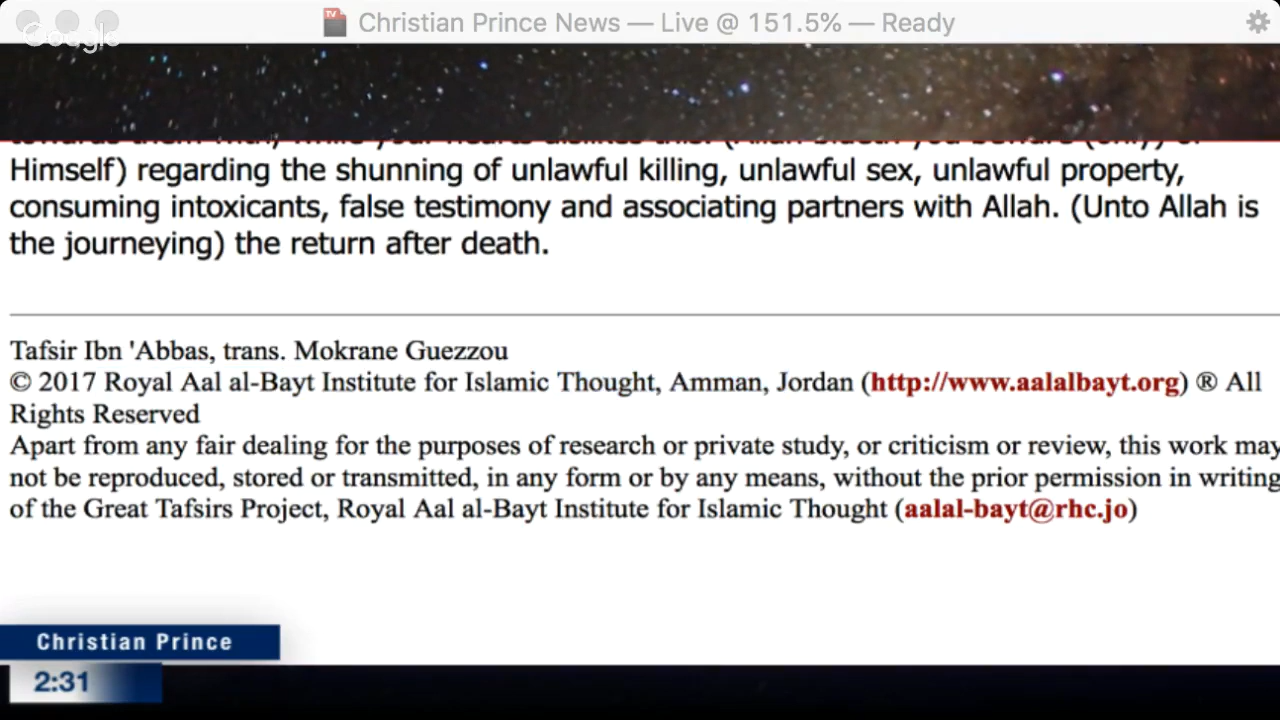 Christian Prince News — Live @ 151.5% — Ready
Google
Himself) regarding the shunning of unlawful killing, unlawful sex, unlawful property,
consuming intoxicants, false testimony and associating partners with Allah. (Unto Allah is
the journeying) the return after death.
Tafsir Ibn 'Abbas, trans. Mokrane Guezzou
© 2017 Royal Aal al-Bayt Institute for Islamic Thought, Amman, Jordan (http://www.aalalbayt.org) ® All
Rights Reserved
Apart from any fair dealing for the purposes of research or private study, or criticism or review, this work may
not be reproduced, stored or transmitted, in any form or by any means, without the prior permission in writing
of the Great Tafsirs Project, Royal Aal al-Bayt Institute for Islamic Thought (aalal-bayt@rhc.jo)
Christian Prince
2:31